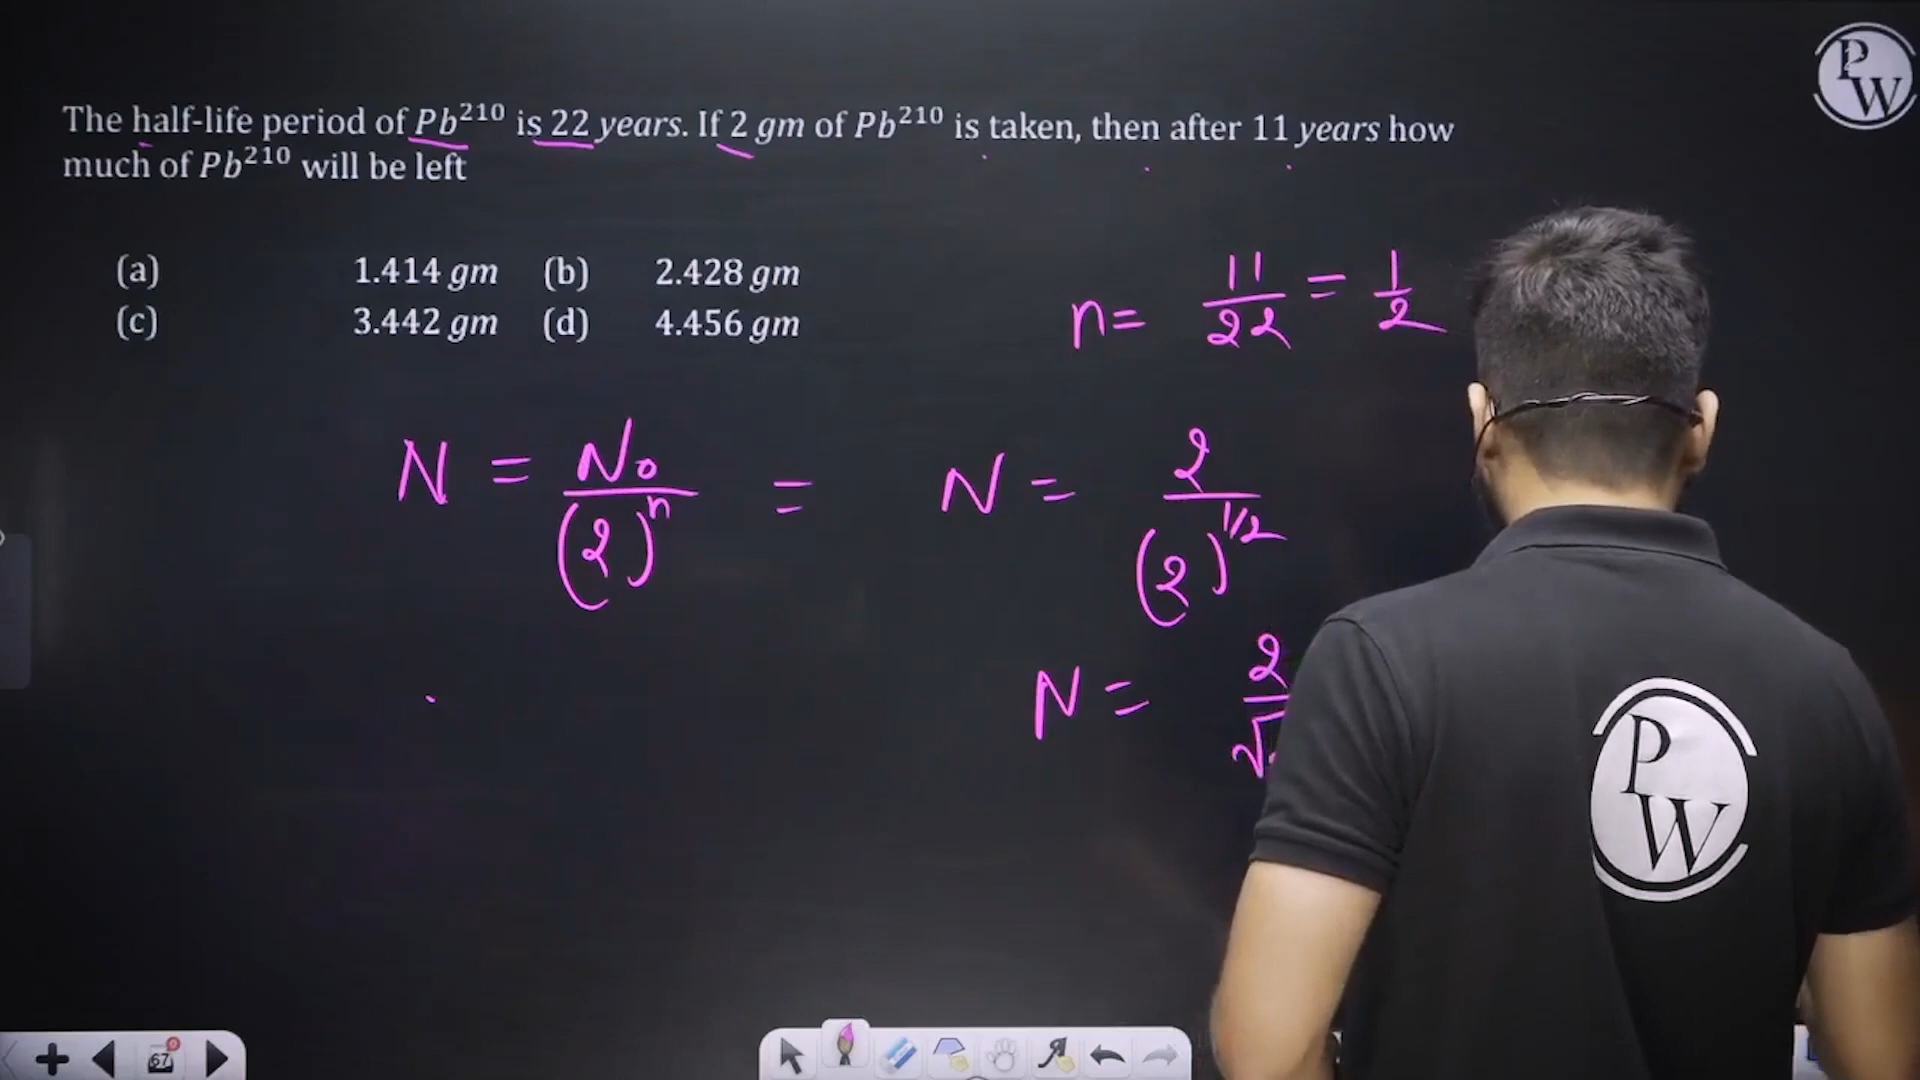 The half-life period of Pb²¹⁰ is 22 years. If 2 gm of Pb²¹⁰ is taken, then after 11 years how
much of Pb²¹⁰ will be left
(a) 1.414 gm (b) 2.428 gm
(c) 3.442 gm (d) 4.456 gm
n = 11/22 = 1/2
N = N₀/(2)ⁿ = N = 2/(2)^1/2
N = 2/√
PW
PW
67